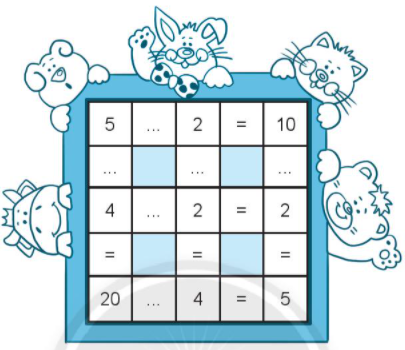 5 ... 2 = 10
... ... ...
4 ... 2 = 2
= = =
20 ... 4 = 5